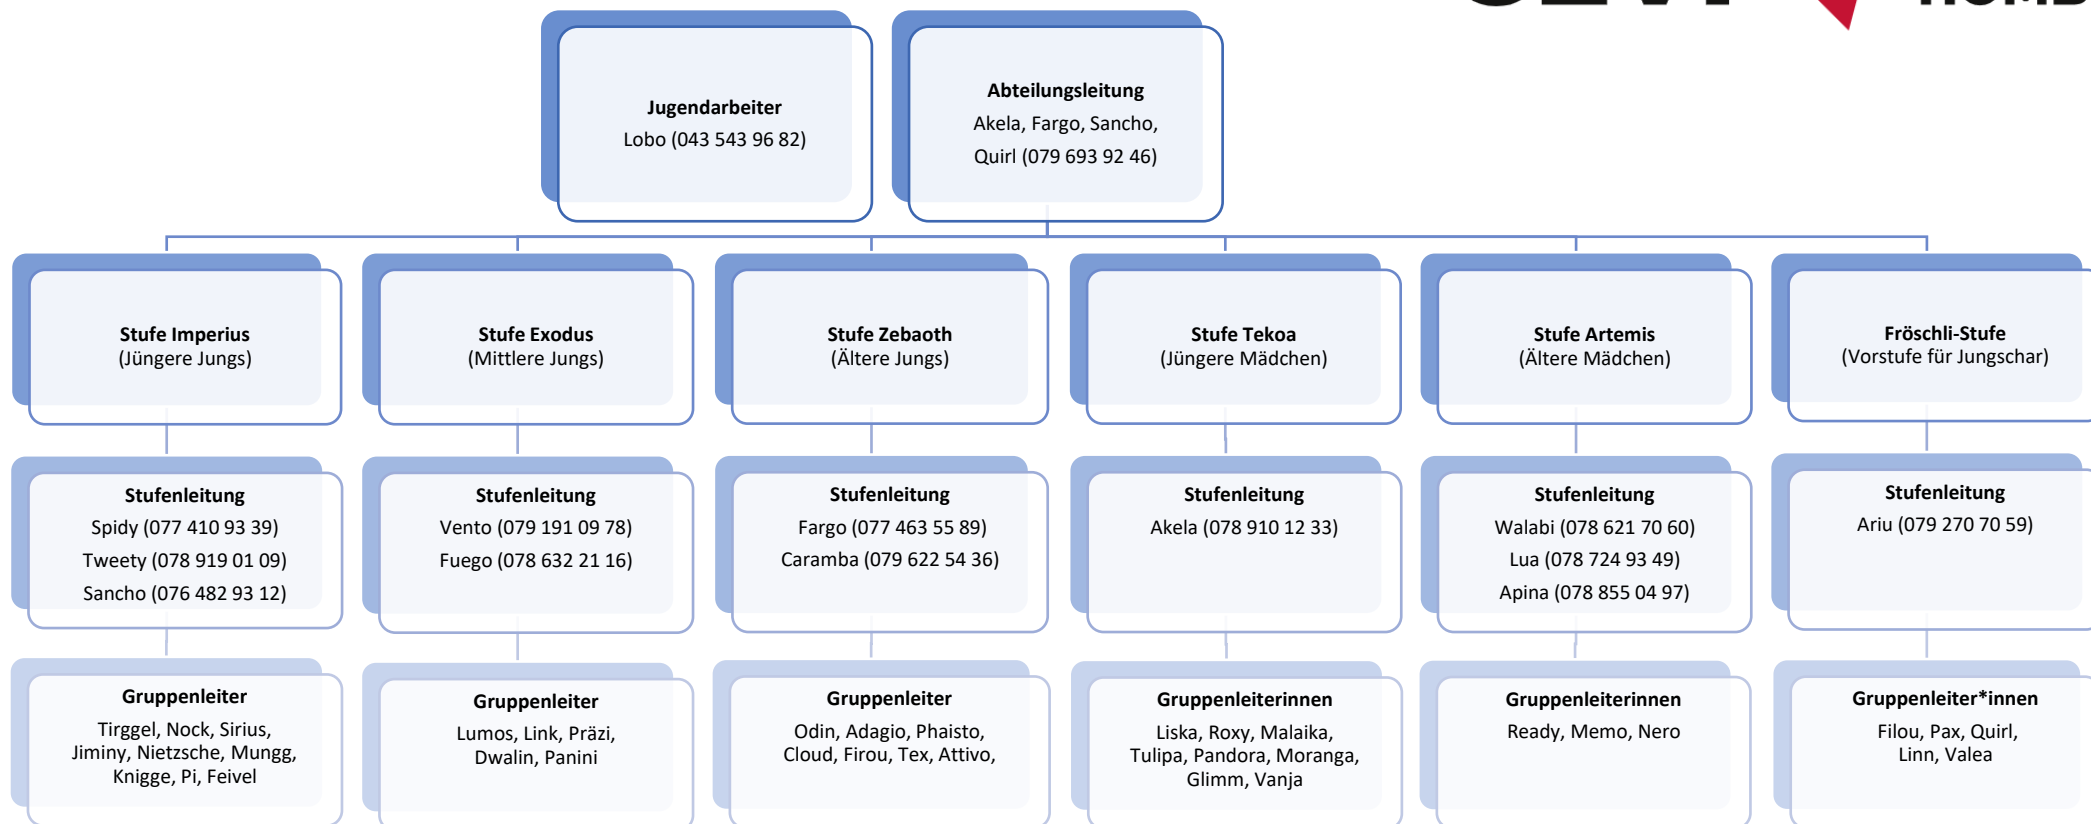 Jugendarbeiter
Lobo (043 543 96 82)
Abteilungsleitung
Akela, Fargo, Sancho,
Quirl (079 693 92 46)
Stufe Imperius
(Jüngere Jungs)
Stufe Exodus
(Mittlere Jungs)
Stufe Zebaoth
(Ältere Jungs)
Stufe Tekoa
(Jüngere Mädchen)
Stufe Artemis
(Ältere Mädchen)
Fröschli-Stufe
(Vorstufe für Jungschar)
Stufenleitung
Spidy (077 410 93 39)
Tweety (078 919 01 09)
Sancho (076 482 93 12)
Stufenleitung
Vento (079 191 09 78)
Fuego (078 632 21 16)
Stufenleitung
Fargo (077 463 55 89)
Caramba (079 622 54 36)
Stufenleitung
Akela (078 910 12 33)
Stufenleitung
Walabi (078 621 70 60)
Lua (078 724 93 49)
Apina (078 855 04 97)
Stufenleitung
Ariu (079 270 70 59)
Gruppenleiter
Tirggel, Nock, Sirius,
Jiminy, Nietzsche, Mungg,
Knigge, Pi, Feivel
Gruppenleiter
Lumos, Link, Präzi,
Dwalin, Panini
Gruppenleiter
Odin, Adagio, Phaisto,
Cloud, Firou, Tex, Attivo,
Gruppenleiterinnen
Liska, Roxy, Malaika,
Tulipa, Pandora, Moranga,
Glimm, Vanja
Gruppenleiterinnen
Ready, Memo, Nero
Gruppenleiter*innen
Filou, Pax, Quirl,
Linn, Valea